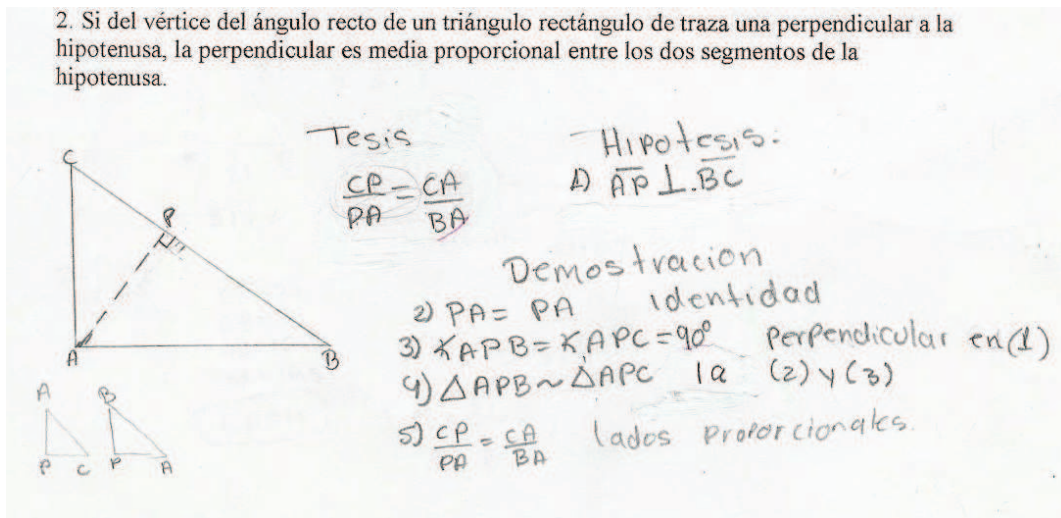 2. Si del vértice del ángulo recto de un triángulo rectángulo de traza una perpendicular a la
hipotenusa, la perpendicular es media proporcional entre los dos segmentos de la
hipotenusa.
Tesis
CP/PA = CA/BA
Hipotesis:
1) AP ⊥. BC
C
P
A
B
Demostracion
2) PA = PA identidad
3) ∡APB = ∡APC = 90° Perpendicular en (1)
4) △APB ~ △APC la (2) y (3)
5) CP/PA = CA/BA lados proporcionales.
A
P C
B
P A